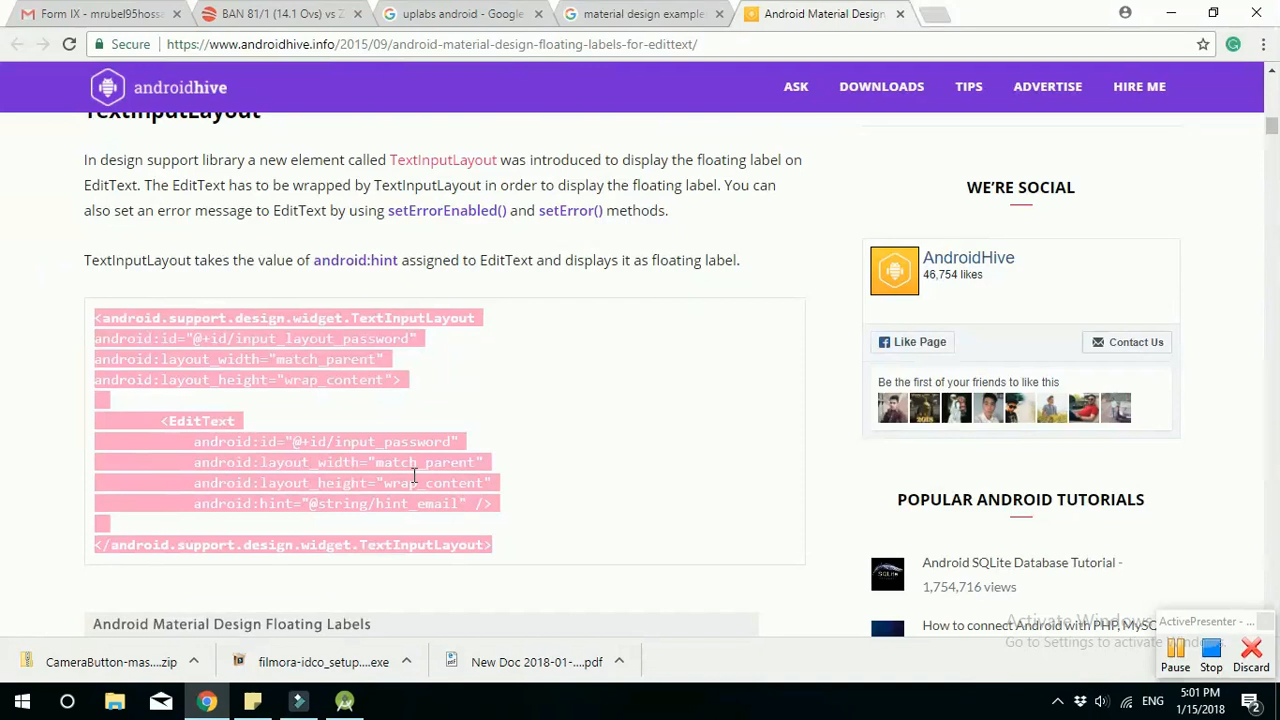 Form IX - mrubel95hossa
BAN 81/1 (14.1 Ovs) vs Z
uplabs android - Google
material design example
Android Material Design
Secure
https://www.androidhive.info/2015/09/android-material-design-floating-labels-for-edittext/
androidhive
ASK
DOWNLOADS
TIPS
ADVERTISE
HIRE ME
TextInputLayout
In design support library a new element called TextInputLayout was introduced to display the floating label on
EditText. The EditText has to be wrapped by TextInputLayout in order to display the floating label. You can
also set an error message to EditText by using setErrorEnabled() and setError() methods.
TextInputLayout takes the value of android:hint assigned to EditText and displays it as floating label.
<android.support.design.widget.TextInputLayout
android:id="@+id/input_layout_password"
android:layout_width="match_parent"
android:layout_height="wrap_content">
<EditText
android:id="@+id/input_password"
android:layout_width="match_parent"
android:layout_height="wrap_content"
android:hint="@string/hint_email" />
</android.support.design.widget.TextInputLayout>
Android Material Design Floating Labels
WE'RE SOCIAL
AndroidHive
46,754 likes
Like Page
Contact Us
Be the first of your friends to like this
POPULAR ANDROID TUTORIALS
Android SQLite Database Tutorial -
1,754,716 views
How to connect Android with PHP, MySC
Activate Windows
Go to Settings to activate Windows.
ActivePresenter - ...
Pause
Stop
Discard
CameraButton-mas....zip
filmora-idco_setup....exe
New Doc 2018-01-....pdf
ENG
5:01 PM
1/15/2018
2